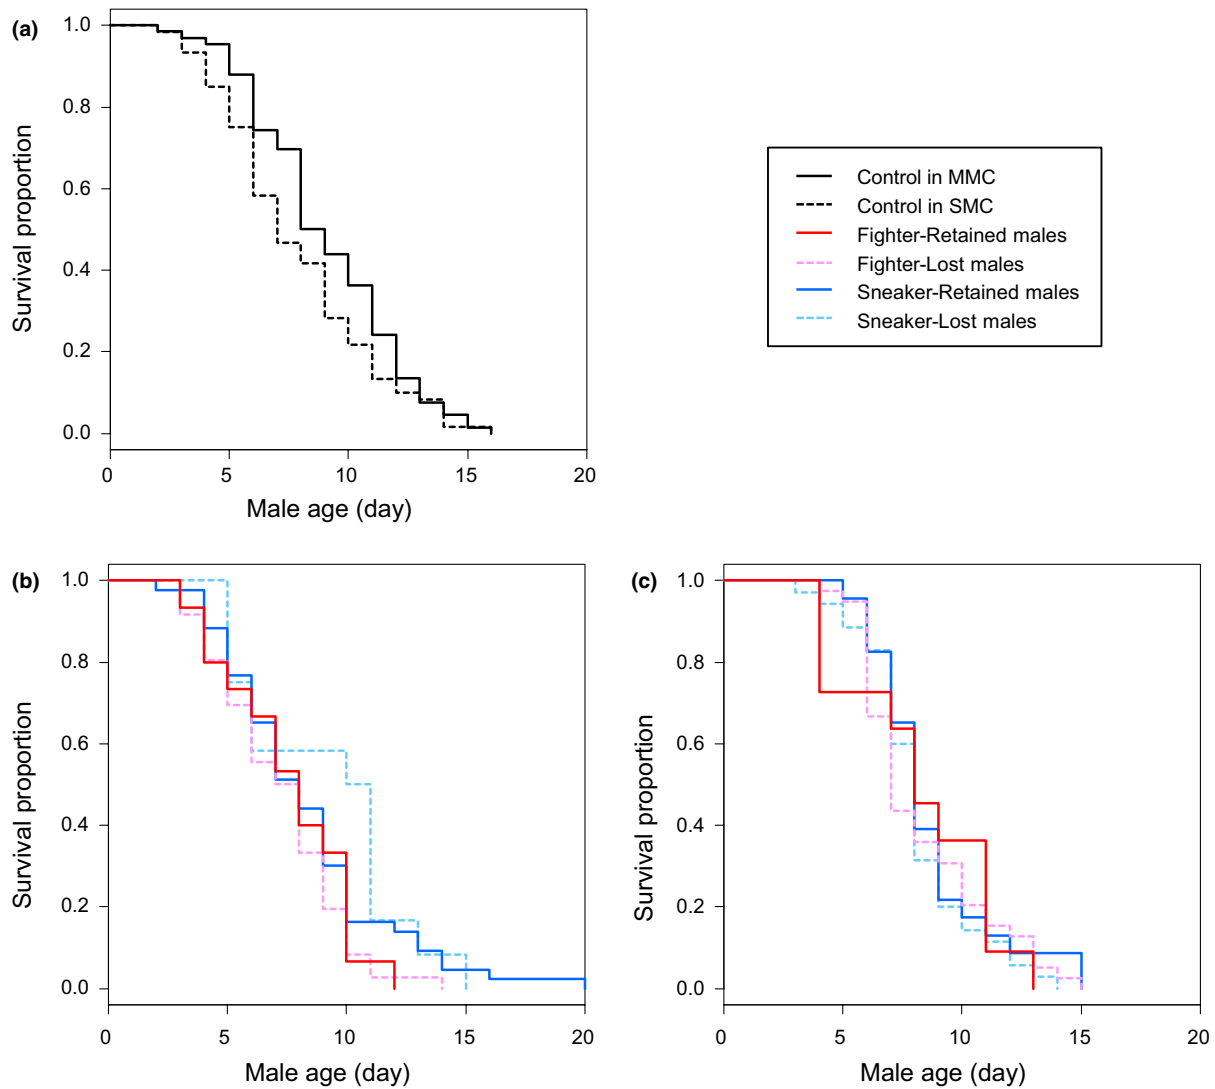 (a)
Survival proportion
1.0
0.8
0.6
0.4
0.2
0.0
0 5 10 15 20
Male age (day)
Control in MMC
Control in SMC
Fighter-Retained males
Fighter-Lost males
Sneaker-Retained males
Sneaker-Lost males
(b)
Survival proportion
1.0
0.8
0.6
0.4
0.2
0.0
0 5 10 15 20
Male age (day)
(c)
Survival proportion
1.0
0.8
0.6
0.4
0.2
0.0
0 5 10 15 20
Male age (day)